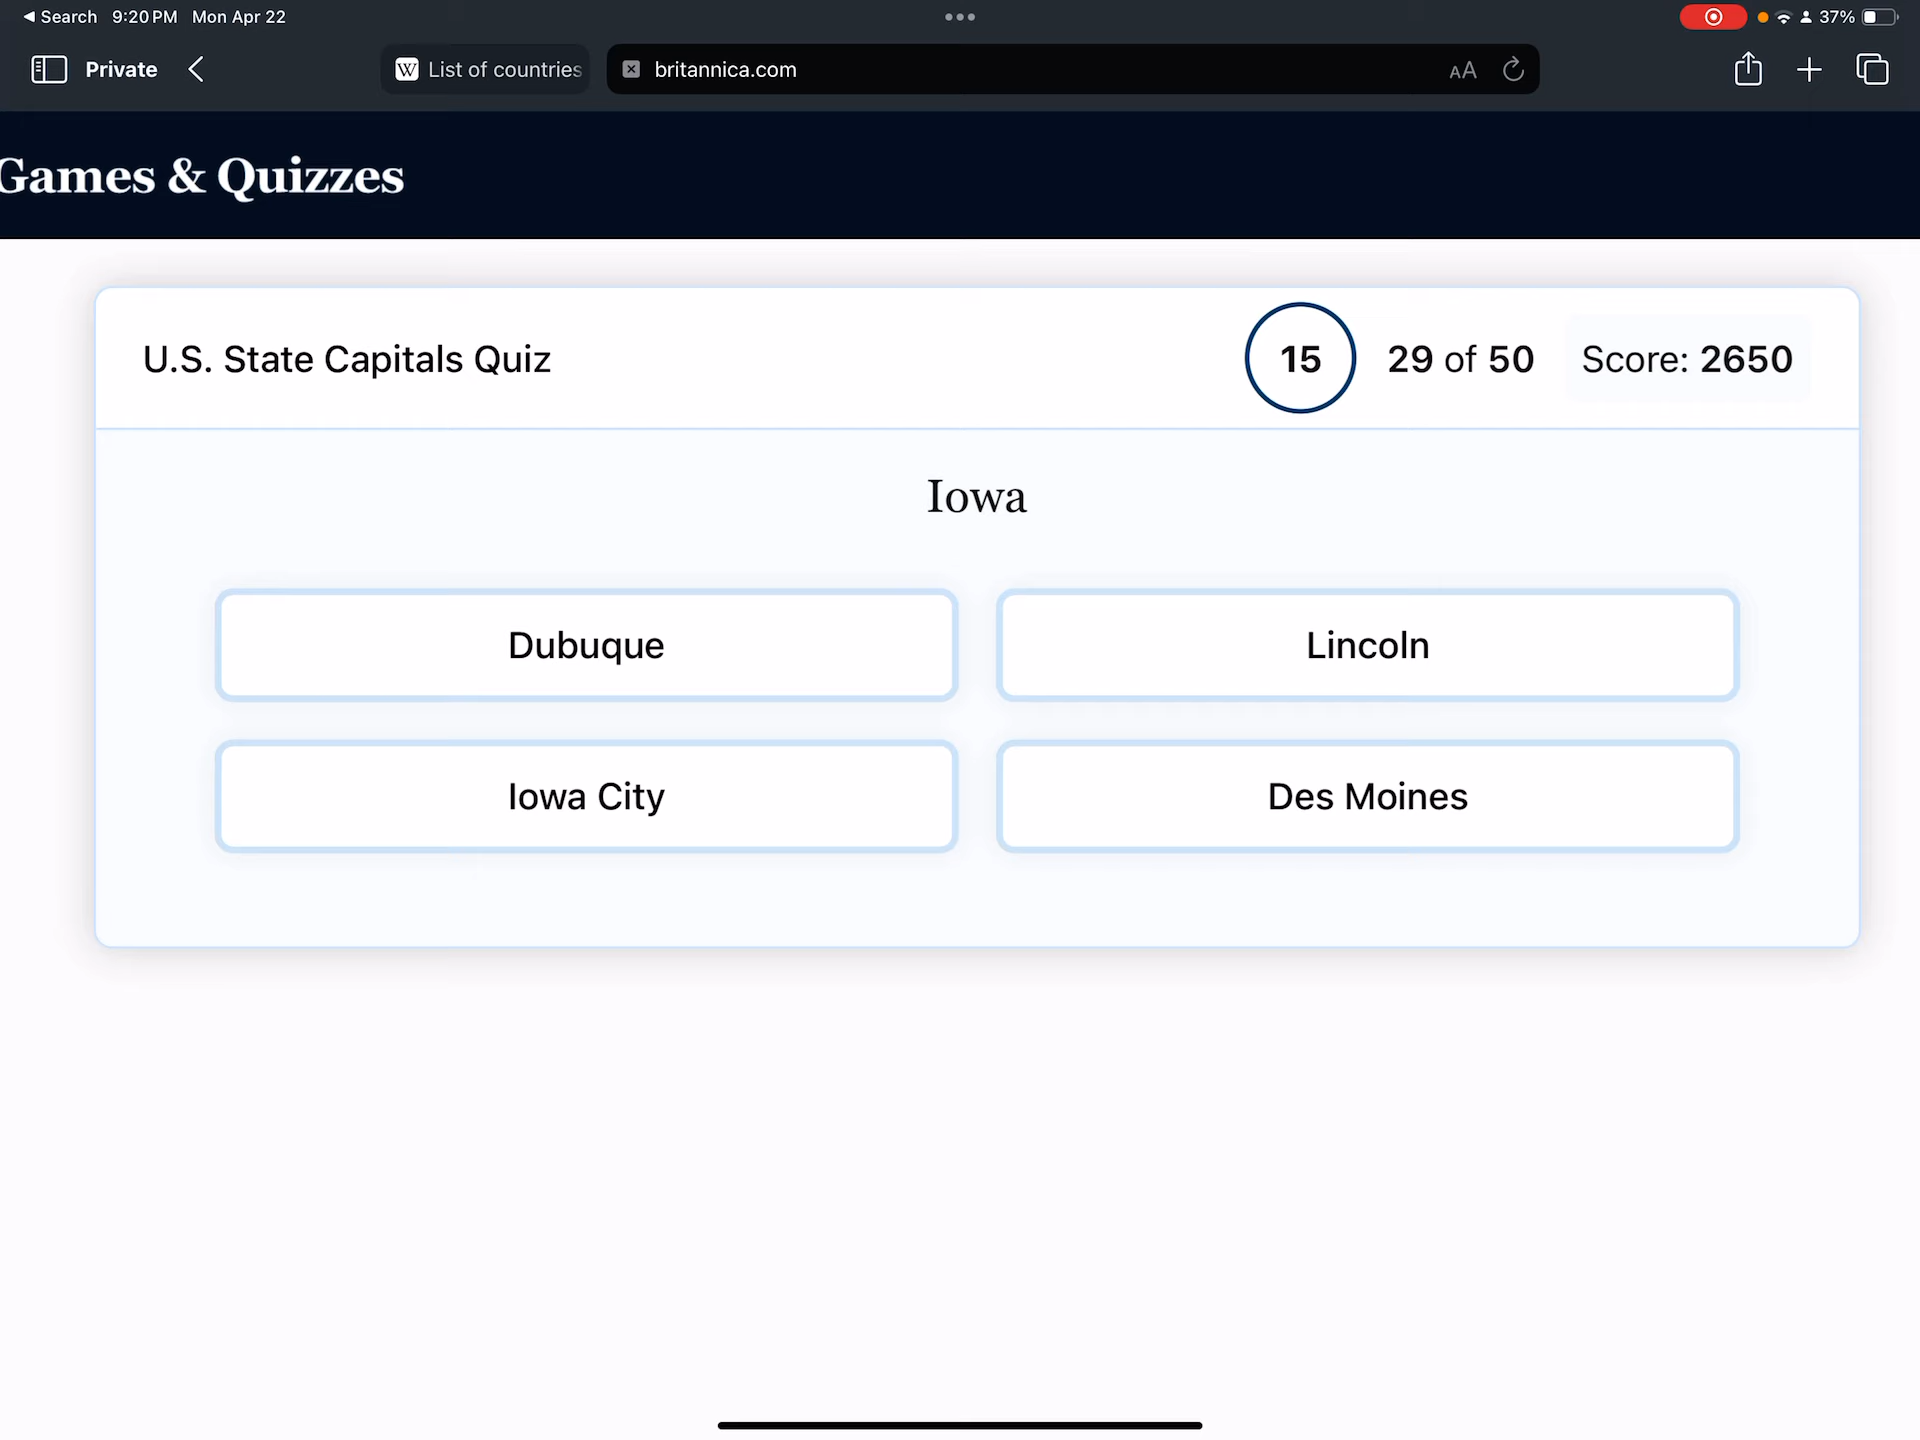 ◀ Search 9:20 PM Mon Apr 22
37%
Private
W List of countries
britannica.com
AA
Games & Quizzes
U.S. State Capitals Quiz
15
29 of 50
Score: 2650
Iowa
Dubuque
Lincoln
Iowa City
Des Moines